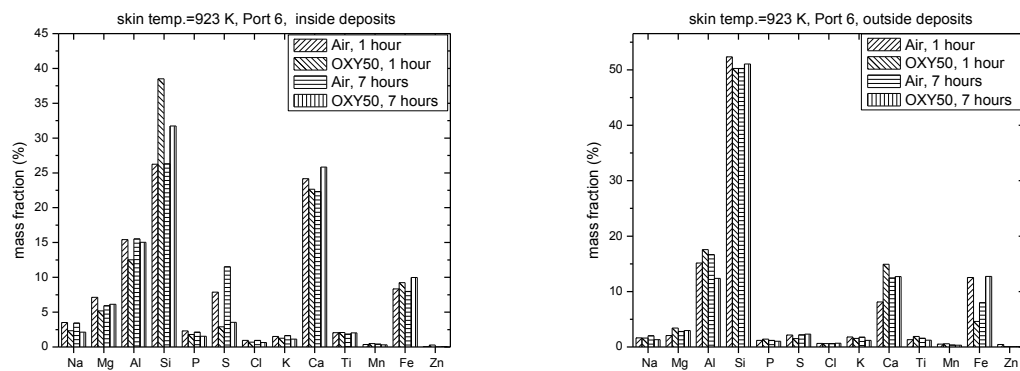 skin temp.=923 K, Port 6, inside deposits
45
40
35
30
25
20
15
10
5
0
mass fraction (%)
Air, 1 hour
OXY50, 1 hour
Air, 7 hours
OXY50, 7 hours
Na Mg Al Si P S Cl K Ca Ti Mn Fe Zn
skin temp.=923 K, Port 6, outside deposits
50
40
30
20
10
0
mass fraction (%)
Air, 1 hour
OXY50, 1 hour
Air, 7 hours
OXY50, 7 hours
Na Mg Al Si P S Cl K Ca Ti Mn Fe Zn